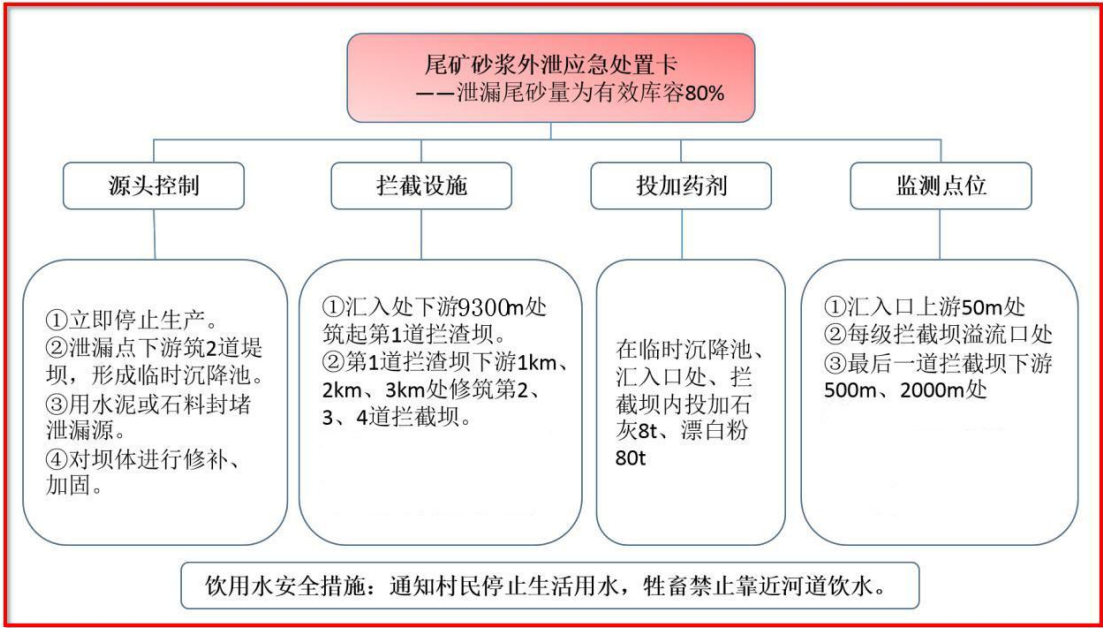 尾矿砂浆外泄应急处置卡
——泄漏尾砂量为有效库容80%
源头控制
拦截设施
投加药剂
监测点位
①立即停止生产。
②泄漏点下游筑2道堤
坝，形成临时沉降池。
③用水泥或石料封堵
泄漏源。
④对坝体进行修补、
加固。
①汇入处下游9300m处
筑起第1道拦渣坝。
②第1道拦渣坝下游1km、
2km、3km处修筑第2、
3、4道拦截坝。
在临时沉降池、
汇入口处、拦
截坝内投加石
灰8t、漂白粉
80t
①汇入口上游50m处
②每级拦截坝溢流口处
③最后一道拦截坝下游
500m、2000m处
饮用水安全措施：通知村民停止生活用水，牲畜禁止靠近河道饮水。